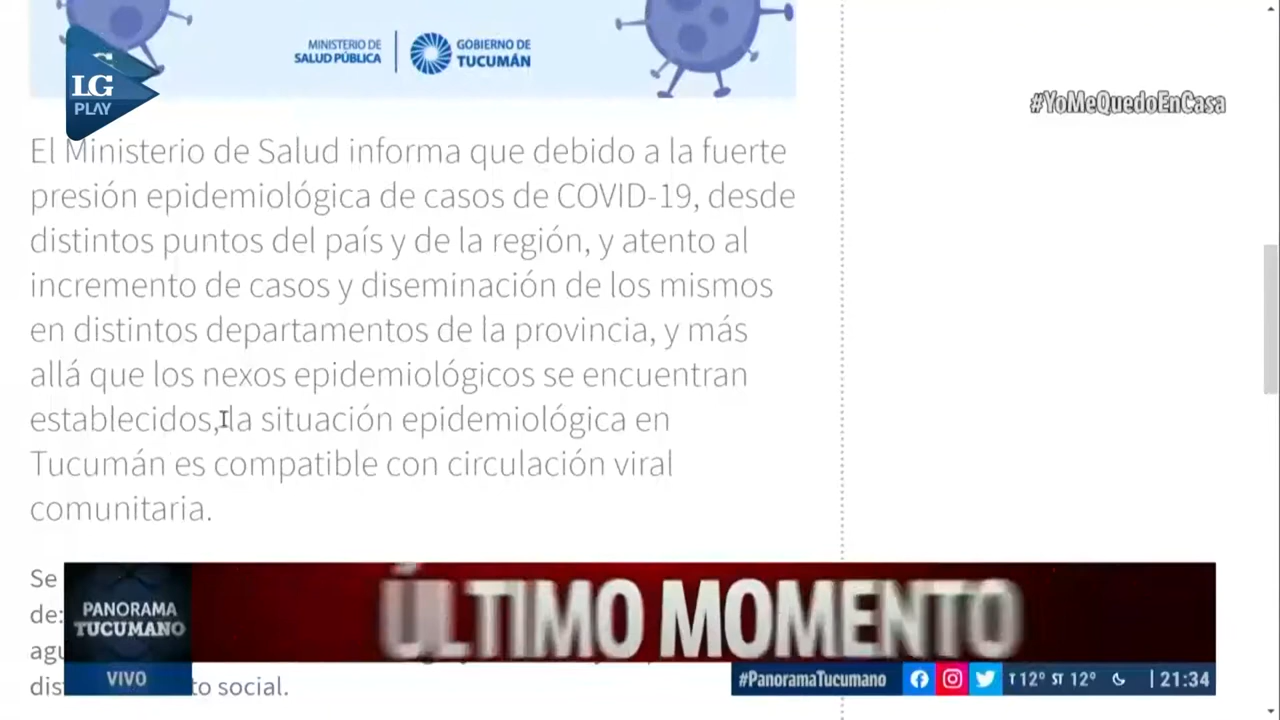 MINISTERIO DE
SALUD PÚBLICA
GOBIERNO DE
TUCUMÁN
LG
PLAY
#YoMeQuedoEnCasa
El Ministerio de Salud informa que debido a la fuerte
presión epidemiológica de casos de COVID-19, desde
distintos puntos del país y de la región, y atento al
incremento de casos y diseminación de los mismos
en distintos departamentos de la provincia, y más
allá que los nexos epidemiológicos se encuentran
establecidos, la situación epidemiológica en
Tucumán es compatible con circulación viral
comunitaria.
Se
de:
PANORAMA
TUCUMANO
ÚLTIMO MOMENTO
VIVO
to social.
#PanoramaTucumano
T 12º ST 12º
21:34